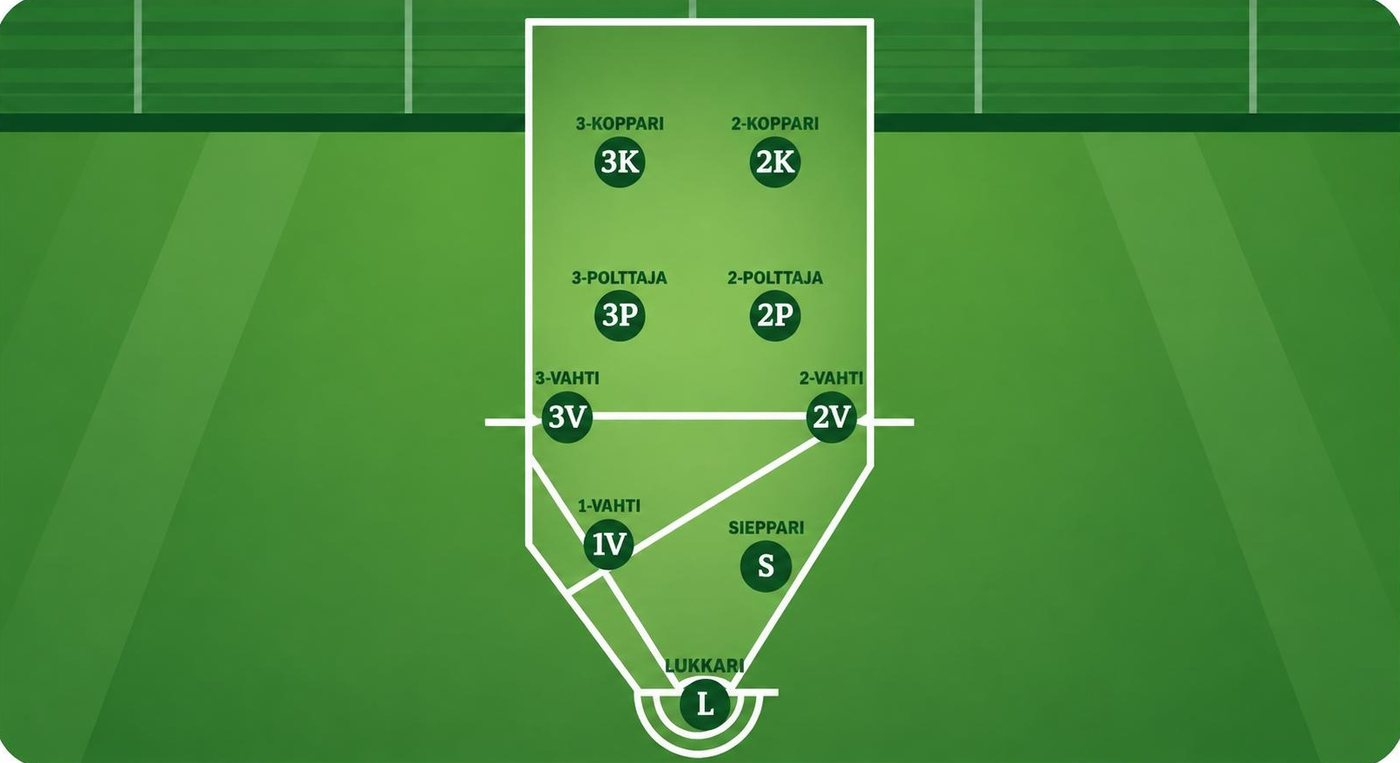 3-KOPPARI
3K
2-KOPPARI
2K
3-POLTTAJA
3P
2-POLTTAJA
2P
3-VAHTI
3V
2-VAHTI
2V
1-VAHTI
1V
SIEPPARI
S
LUKKARI
L